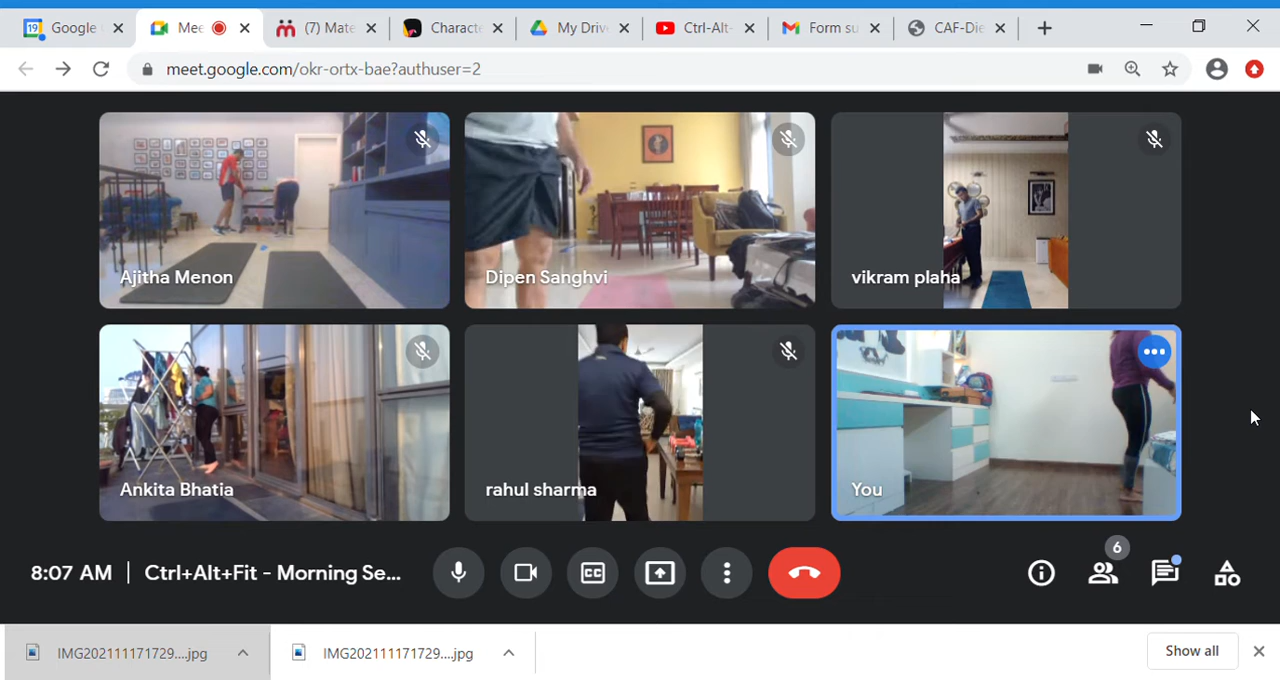 19 Google
Mee
(7) Mate
Characte
My Driv
Ctrl-Alt-
Form su
CAF-Die
meet.google.com/okr-ortx-bae?authuser=2
Ajitha Menon
Dipen Sanghvi
vikram plaha
Ankita Bhatia
rahul sharma
You
8:07 AM | Ctrl+Alt+Fit - Morning Se...
CC
6
IMG202111171729....jpg
IMG202111171729....jpg
Show all